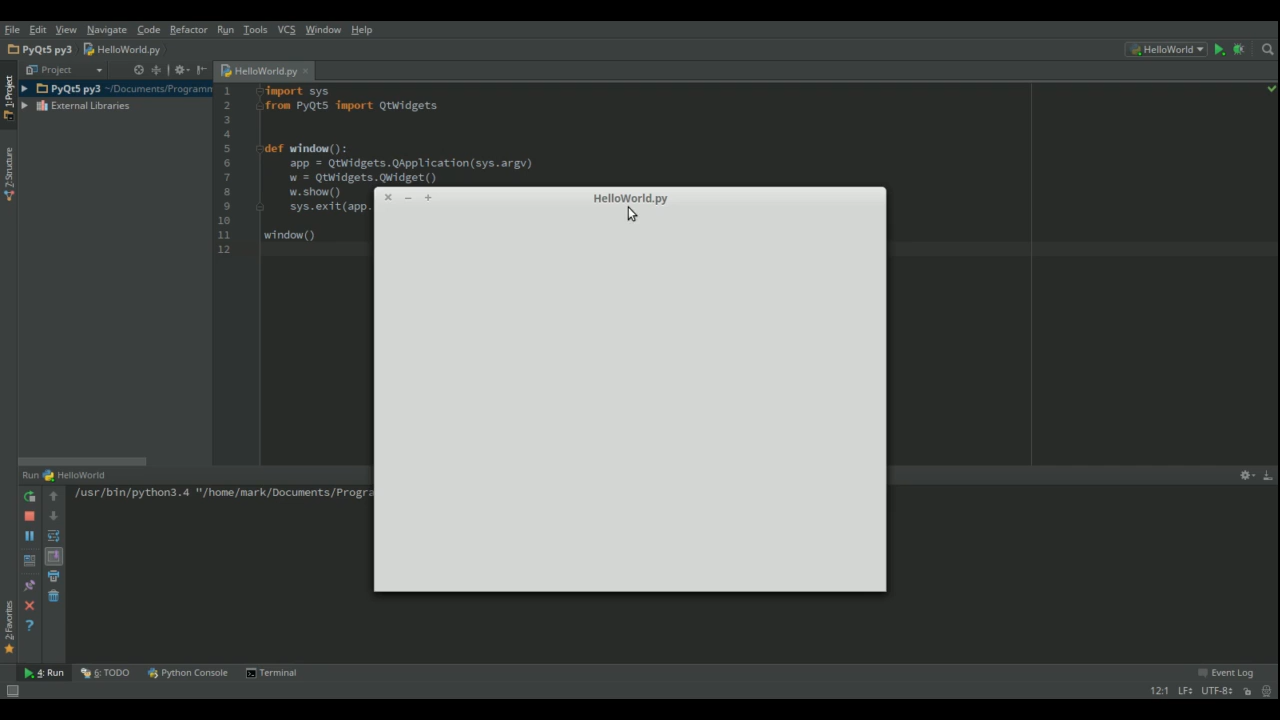 File Edit View Navigate Code Refactor Run Tools VCS Window Help
PyQt5 py3 HelloWorld.py HelloWorld
Project HelloWorld.py
1: Project
PyQt5 py3 ~/Documents/Programm
External Libraries
2: Structure
1 import sys
2 from PyQt5 import QtWidgets
3
4
5 def window():
6 app = QtWidgets.QApplication(sys.argv)
7 w = QtWidgets.QWidget()
8 w.show()
9 sys.exit(app.
10
11 window()
12
HelloWorld.py
Run HelloWorld
/usr/bin/python3.4 "/home/mark/Documents/Progra
2: Favorites
4: Run 6: TODO Python Console Terminal Event Log
12:1 LF UTF-8